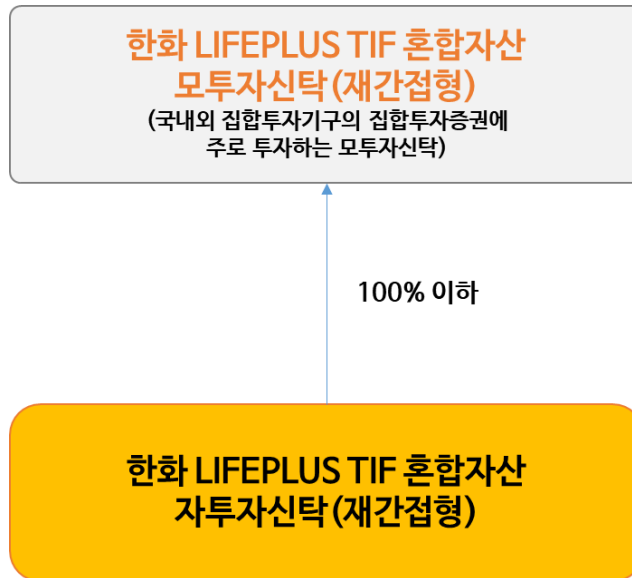 한화 LIFEPLUS TIF 혼합자산
모투자신탁(재간접형)
(국내외 집합투자기구의 집합투자증권에
주로 투자하는 모투자신탁)
100% 이하
한화 LIFEPLUS TIF 혼합자산
자투자신탁(재간접형)